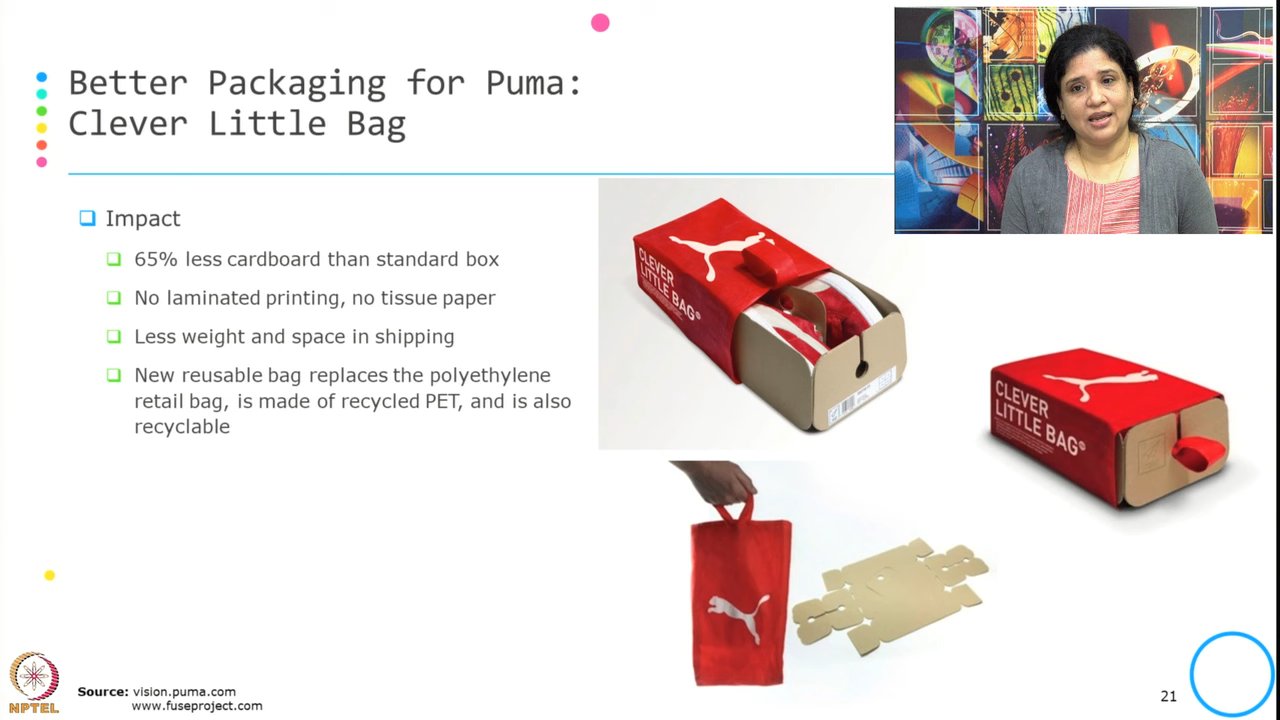 Better Packaging for Puma:
Clever Little Bag
Impact
65% less cardboard than standard box
No laminated printing, no tissue paper
Less weight and space in shipping
New reusable bag replaces the polyethylene
retail bag, is made of recycled PET, and is also
recyclable
CLEVER
LITTLE BAG
CLEVER
LITTLE BAG
NPTEL
Source: vision.puma.com
www.fuseproject.com
21